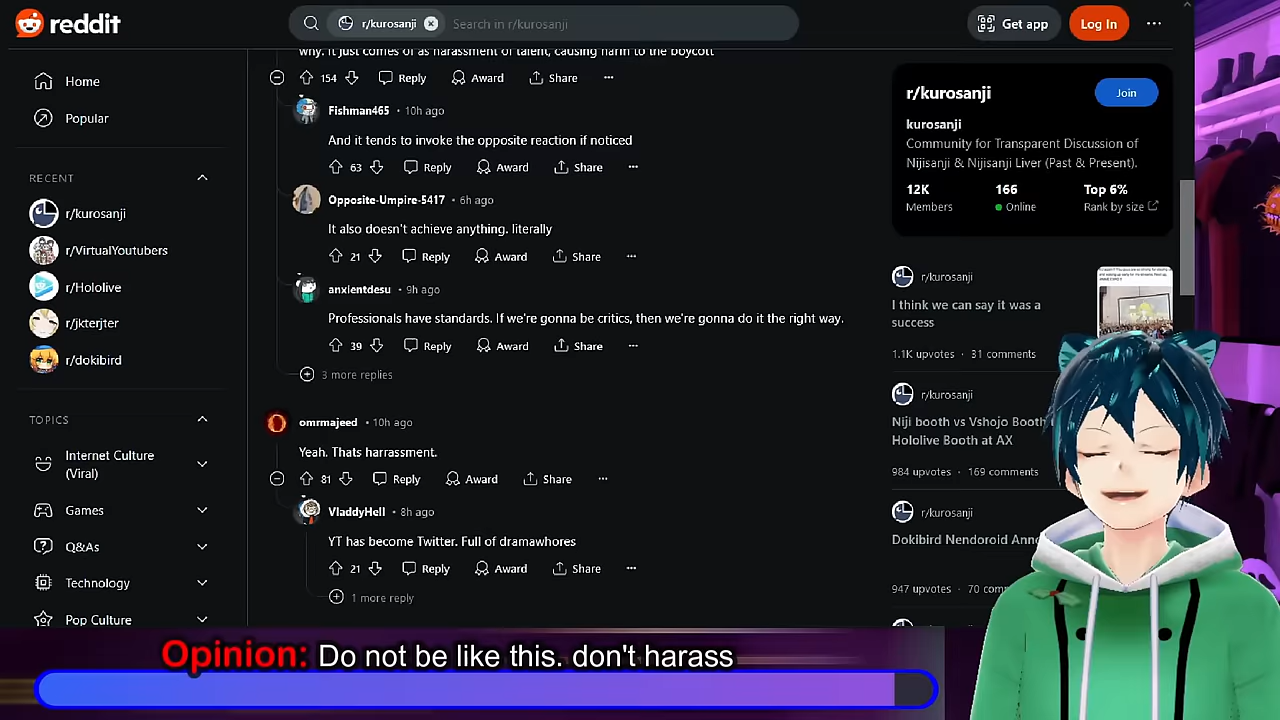 reddit
r/kurosanji
Search in r/kurosanji
Get app
Log In
Home
Popular
RECENT
r/kurosanji
r/VirtualYoutubers
r/Hololive
r/jkterjter
r/dokibird
TOPICS
Internet Culture
(Viral)
Games
Q&As
Technology
Pop Culture
why. It just comes of as harassment of talent, causing harm to the boycott
154 Reply Award Share
Fishman465 • 10h ago
And it tends to invoke the opposite reaction if noticed
63 Reply Award Share
Opposite-Umpire-5417 • 6h ago
It also doesn't achieve anything. literally
21 Reply Award Share
anxientdesu
Professionals have standards. If we're gonna be critics, then we're gonna do it the right way.
39 Reply Award Share
3 more replies
omrmajeed • 10h ago
Yeah. Thats harrasment.
81 Reply Award Share
VladdyHell • 8h ago
YT has become Twitter. Full of dramawhores
21 Reply Award Share
1 more reply
r/kurosanji
Join
kurosanji
Community for Transparent Discussion of
Nijisanji & Nijisanji Liver (Past & Present).
12K 166 Top 6%
Members Online Rank by size
r/kurosanji
I think we can say it was a
success
1.1K upvotes • 31 comments
r/kurosanji
Niji booth vs Vshojo Booth
Hololive Booth at AX
984 upvotes • 169 comments
r/kurosanji
Dokibird Nendoroid Ann
947 upvotes • 70 com
Opinion: Do not be like this. don't harass